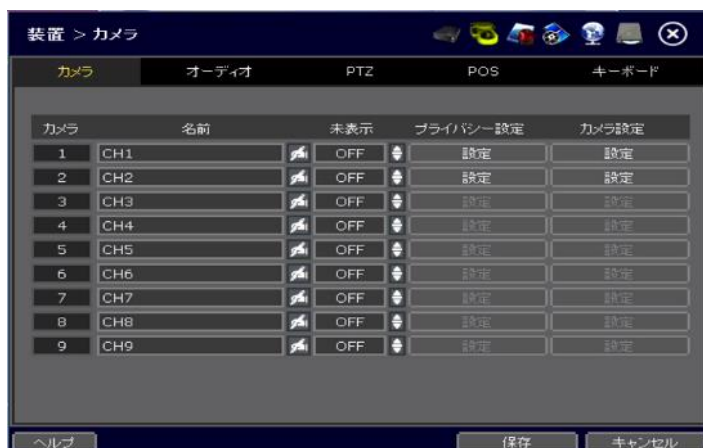 装置 > カメラ
カメラ オーディオ PTZ POS キーボード
カメラ 名前 未表示 プライバシー設定 カメラ設定
1 CH1 OFF 設定 設定
2 CH2 OFF 設定 設定
3 CH3 OFF 設定 設定
4 CH4 OFF 設定 設定
5 CH5 OFF 設定 設定
6 CH6 OFF 設定 設定
7 CH7 OFF 設定 設定
8 CH8 OFF 設定 設定
9 CH9 OFF 設定 設定
ヘルプ 保存 キャンセル